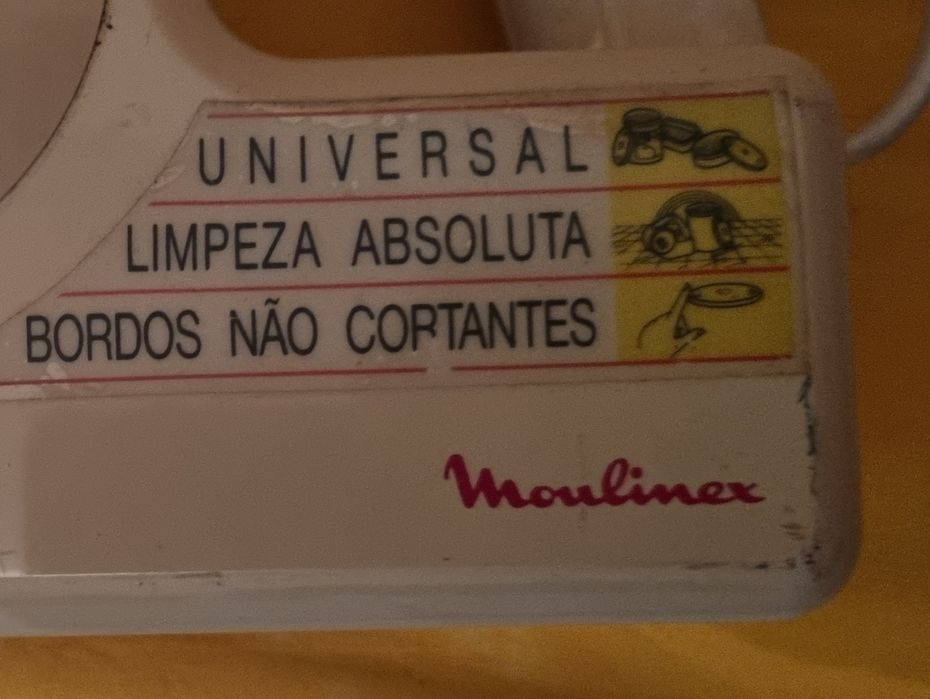 UNIVERSAL
LIMPEZA ABSOLUTA
BORDOS NÃO CORTANTES
Moulinex